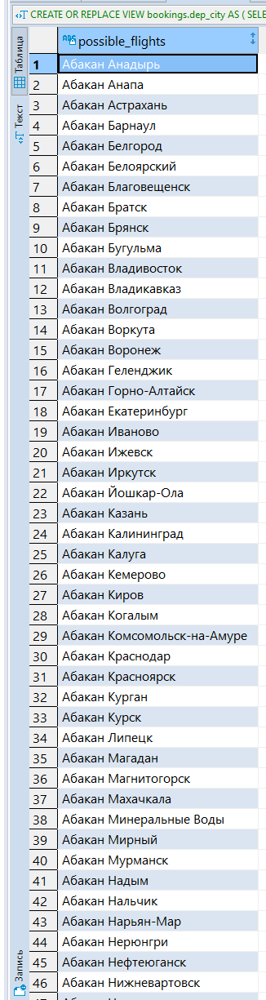 CREATE OR REPLACE VIEW bookings.dep_city AS ( SELE
Таблица
Текст
Запись
ABC possible_flights
1 Абакан Анадырь
2 Абакан Анапа
3 Абакан Астрахань
4 Абакан Барнаул
5 Абакан Белгород
6 Абакан Белоярский
7 Абакан Благовещенск
8 Абакан Братск
9 Абакан Брянск
10 Абакан Бугульма
11 Абакан Владивосток
12 Абакан Владикавказ
13 Абакан Волгоград
14 Абакан Воркута
15 Абакан Воронеж
16 Абакан Геленджик
17 Абакан Горно-Алтайск
18 Абакан Екатеринбург
19 Абакан Иваново
20 Абакан Ижевск
21 Абакан Иркутск
22 Абакан Йошкар-Ола
23 Абакан Казань
24 Абакан Калининград
25 Абакан Калуга
26 Абакан Кемерово
27 Абакан Киров
28 Абакан Когалым
29 Абакан Комсомольск-на-Амуре
30 Абакан Краснодар
31 Абакан Красноярск
32 Абакан Курган
33 Абакан Курск
34 Абакан Липецк
35 Абакан Магадан
36 Абакан Магнитогорск
37 Абакан Махачкала
38 Абакан Минеральные Воды
39 Абакан Мирный
40 Абакан Мурманск
41 Абакан Надым
42 Абакан Нальчик
43 Абакан Нарьян-Мар
44 Абакан Нерюнгри
45 Абакан Нефтеюганск
46 Абакан Нижневартовск